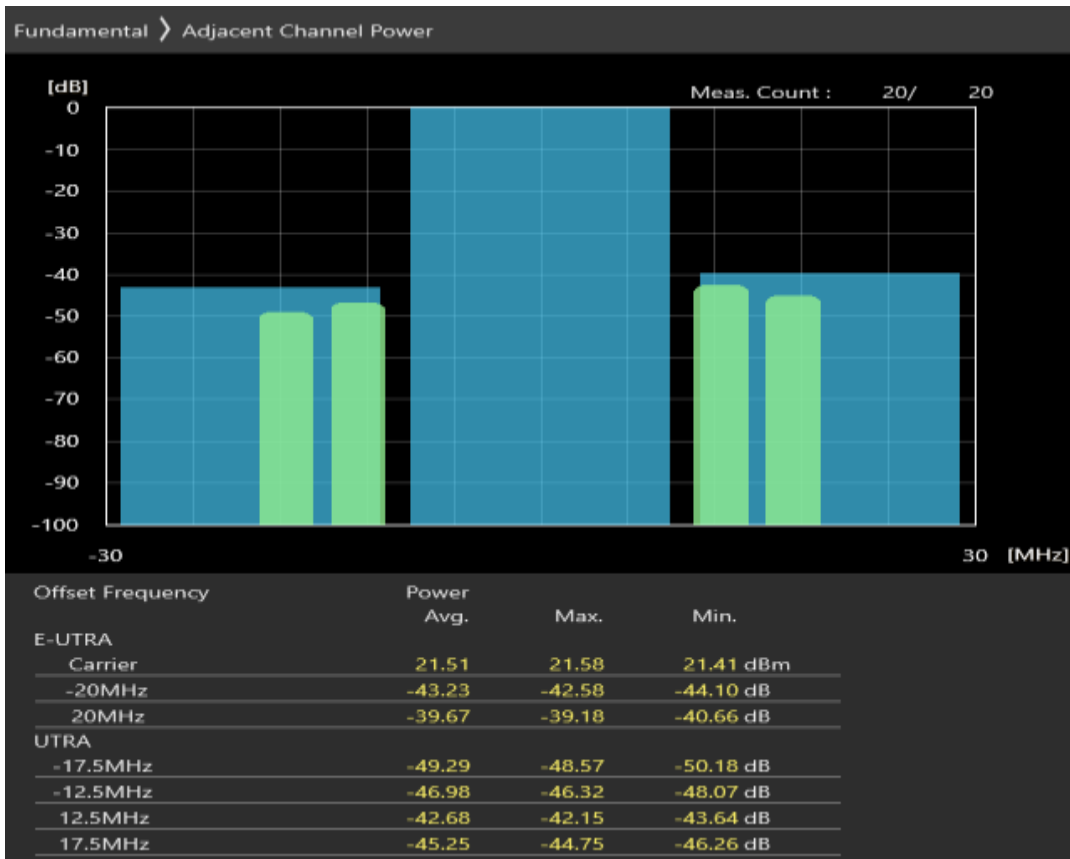 Fundamental 〉 Adjacent Channel Power
[dB]
Meas. Count : 20/ 20
0
-10
-20
-30
-40
-50
-60
-70
-80
-90
-100
-30 30 [MHz]
Offset Frequency Power
Avg. Max. Min.
E-UTRA
Carrier 21.51 21.58 21.41 dBm
-20MHz -43.23 -42.58 -44.10 dB
20MHz -39.67 -39.18 -40.66 dB
UTRA
-17.5MHz -49.29 -48.57 -50.18 dB
-12.5MHz -46.98 -46.32 -48.07 dB
12.5MHz -42.68 -42.15 -43.64 dB
17.5MHz -45.25 -44.75 -46.26 dB